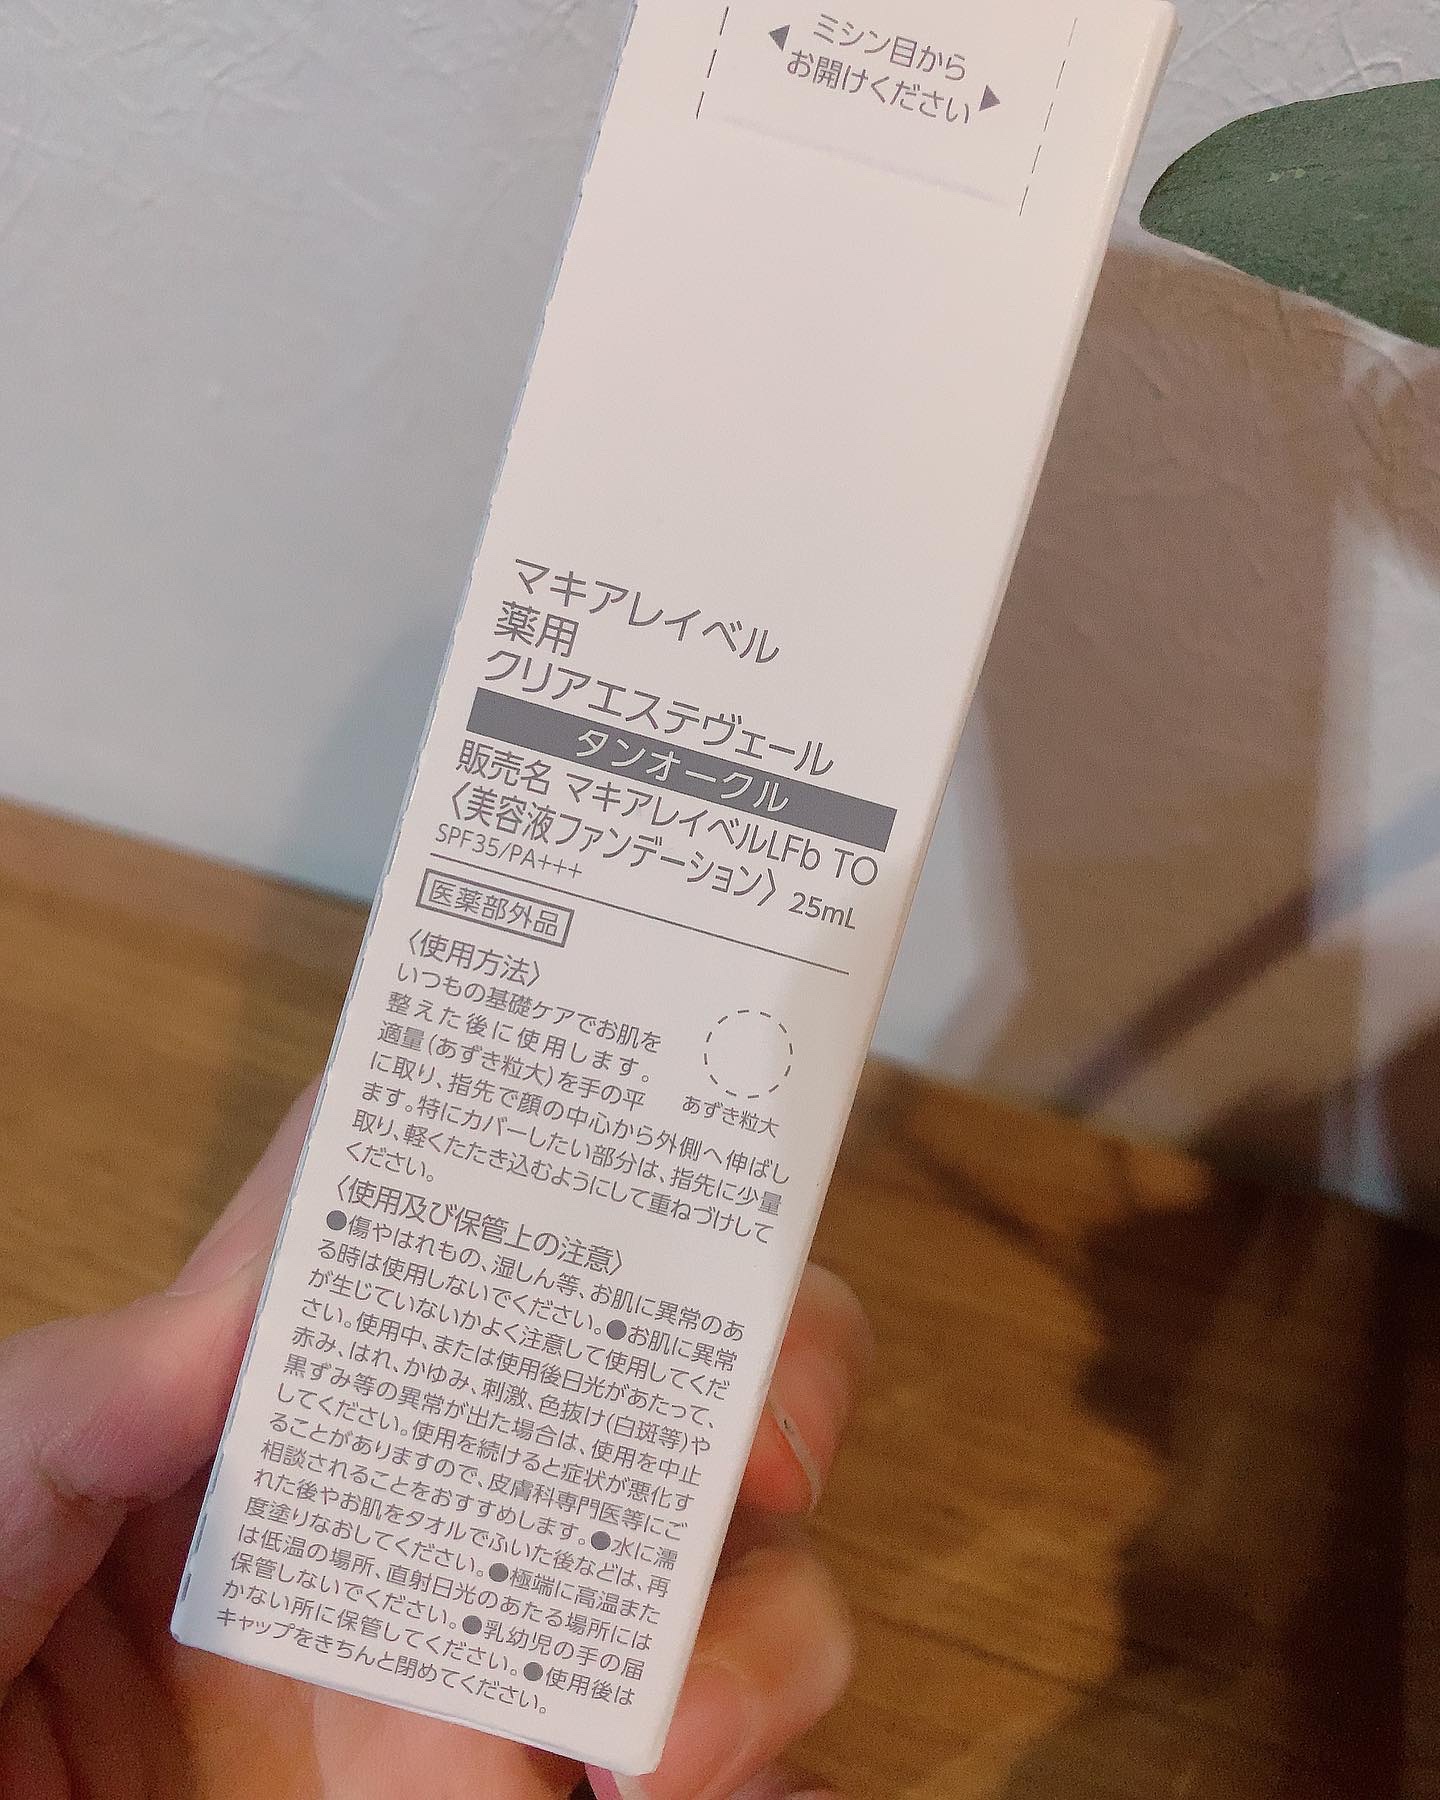 ミシン目から
お開けください
マキアレイベル
薬用
クリアエステヴェール
タンオークル
販売名 マキアレイベルLFb TO
〈美容液ファンデーション〉 25mL
SPF35/PA+++
医薬部外品
〈使用方法〉
いつもの基礎ケアでお肌を
整えた後に使用します。
適量(あずき粒大)を手の平
に取り、指先で顔の中心から外側へ伸ばし
ます。特にカバーしたい部分は、指先に少量
取り、軽くたたき込むようにして重ねづけして
ください。
あずき粒大
〈使用及び保管上の注意〉
●傷やはれもの、湿しん等、お肌に異常のあ
る時は使用しないでください。●お肌に異常
が生じていないかよく注意して使用してくだ
さい。使用中、または使用後日光があたって、
赤み、はれ、かゆみ、刺激、色抜け(白斑等)や
黒ずみ等の異常が出た場合は、使用を中止
してください。使用を続けると症状が悪化す
ることがありますので、皮膚科専門医等にご
相談されることをおすすめします。●水に濡
れた後やお肌をタオルでふいた後などは、再
度塗りなおしてください。●極端に高温また
は低温の場所、直射日光のあたる場所には
保管しないでください。●乳幼児の手の届
かない所に保管してください。●使用後は
キャップをきちんと閉めてください。